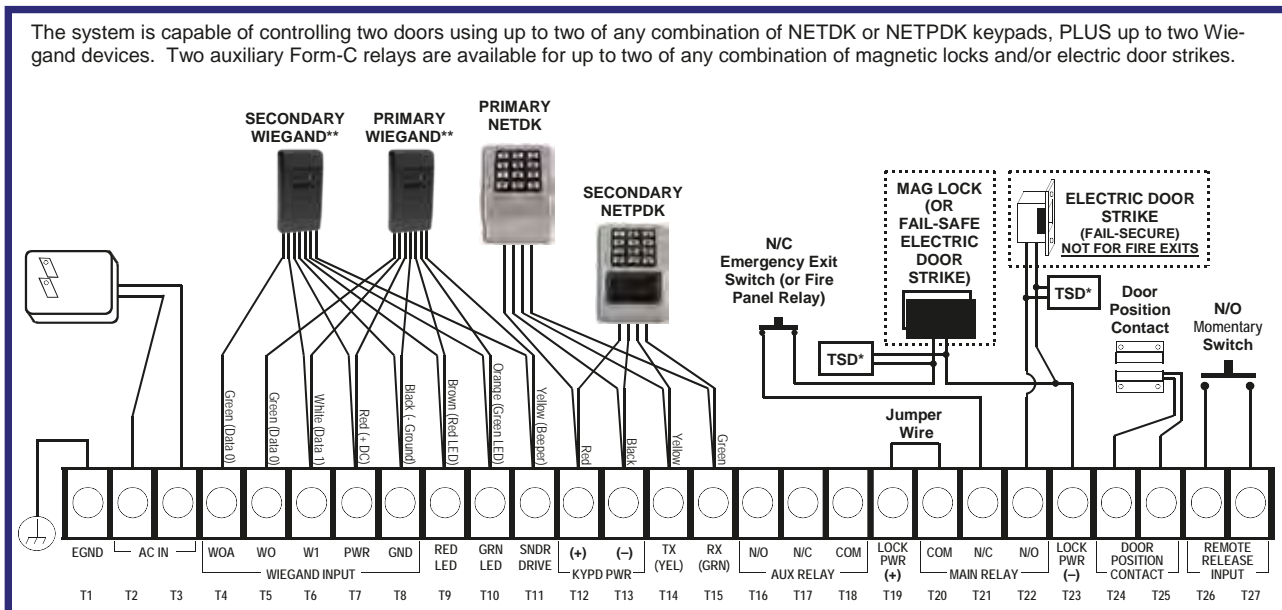 The system is capable of controlling two doors using up to two of any combination of NETDK or NETPDK keypads, PLUS up to two Wie-
gand devices. Two auxiliary Form-C relays are available for up to two of any combination of magnetic locks and/or electric door strikes.
SECONDARY
WIEGAND**
PRIMARY
WIEGAND**
PRIMARY
NETDK
SECONDARY
NETPDK
N/C
Emergency Exit
Switch (or Fire
Panel Relay)
MAG LOCK
(OR
FAIL-SAFE
ELECTRIC
DOOR
STRIKE)
ELECTRIC DOOR
STRIKE
(FAIL-SECURE)
NOT FOR FIRE EXITS
TSD*
TSD*
Door
Position
Contact
N/O
Momentary
Switch
Jumper
Wire
Green (Data 0)
Green (Data 0)
White (Data 1)
Red (+ DC)
Black (- Ground)
Brown (Red LED)
Orange (Green LED)
Yellow (Beeper)
Red
Black
Yellow
Green
EGND
AC IN
WOA
WO
W1
PWR
GND
WIEGAND INPUT
RED
LED
GRN
LED
SNDR
DRIVE
(+)
(–)
KYPD PWR
TX
(YEL)
RX
(GRN)
N/O
N/C
COM
AUX RELAY
LOCK
PWR
(+)
COM
N/C
N/O
MAIN RELAY
LOCK
PWR
(–)
DOOR
POSITION
CONTACT
REMOTE
RELEASE
INPUT
T1 T2 T3 T4 T5 T6 T7 T8 T9 T10 T11 T12 T13 T14 T15 T16 T17 T18 T19 T20 T21 T22 T23 T24 T25 T26 T27